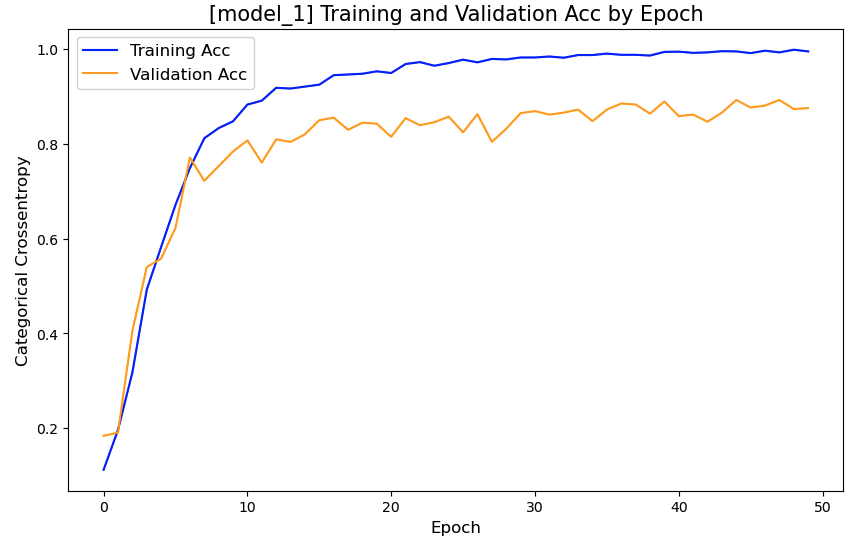 [model_1] Training and Validation Acc by Epoch
Training Acc
Validation Acc
Categorical Crossentropy
1.0
0.8
0.6
0.4
0.2
0 10 20 30 40 50
Epoch